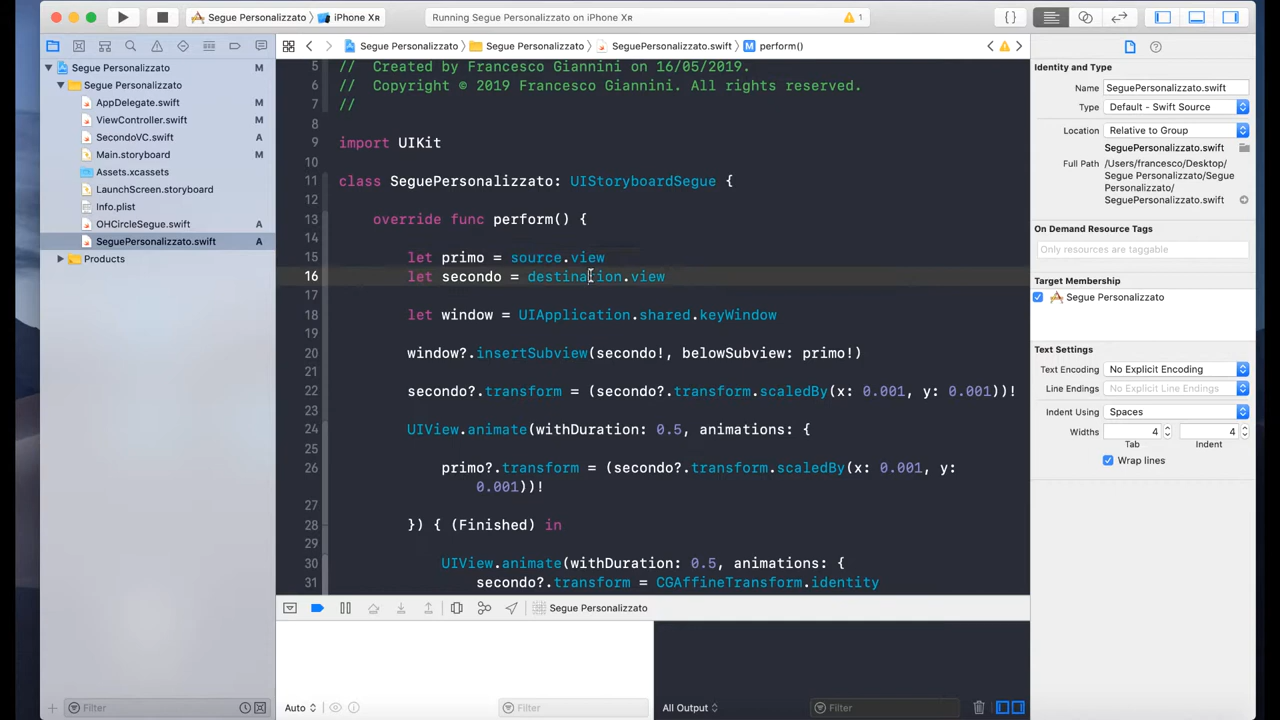 Segue Personalizzato
iPhone Xʀ
Running Segue Personalizzato on iPhone Xʀ
1
Segue Personalizzato
Segue Personalizzato
SeguePersonalizzato.swift
M
perform()
Segue Personalizzato M
Segue Personalizzato
AppDelegate.swift M
ViewController.swift M
SecondoVC.swift A
Main.storyboard M
Assets.xcassets
LaunchScreen.storyboard
Info.plist
OHCircleSegue.swift A
SeguePersonalizzato.swift A
Products
Filter
5 // Created by Francesco Giannini on 16/05/2019.
6 // Copyright © 2019 Francesco Giannini. All rights reserved.
7 //
8
9 import UIKit
10
11 class SeguePersonalizzato: UIStoryboardSegue {
12
13 override func perform() {
14
15 let primo = source.view
16 let secondo = destination.view
17
18 let window = UIApplication.shared.keyWindow
19
20 window?.insertSubview(secondo!, belowSubview: primo!)
21
22 secondo?.transform = (secondo?.transform.scaledBy(x: 0.001, y: 0.001))!
23
24 UIView.animate(withDuration: 0.5, animations: {
25
26 primo?.transform = (secondo?.transform.scaledBy(x: 0.001, y:
0.001))!
27
28 }) { (Finished) in
29
30 UIView.animate(withDuration: 0.5, animations: {
31 secondo?.transform = CGAffineTransform.identity
Segue Personalizzato
Auto
Filter
All Output
Filter
Identity and Type
Name SeguePersonalizzato.swift
Type Default - Swift Source
Location Relative to Group
SeguePersonalizzato.swift
Full Path /Users/francesco/Desktop/
Segue Personalizzato/Segue
Personalizzato/
SeguePersonalizzato.swift
On Demand Resource Tags
Only resources are taggable
Target Membership
Segue Personalizzato
Text Settings
Text Encoding No Explicit Encoding
Line Endings No Explicit Line Endings
Indent Using Spaces
Widths 4 4
Tab Indent
Wrap lines